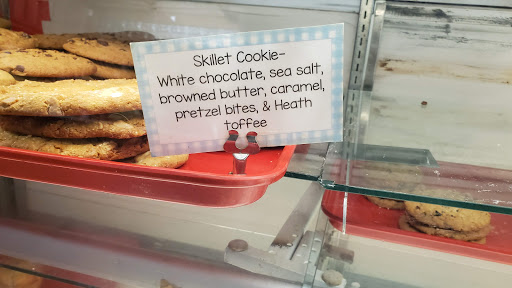 Skillet Cookie-
White chocolate, sea salt,
browned butter, caramel,
pretzel bites, & Heath
toffee